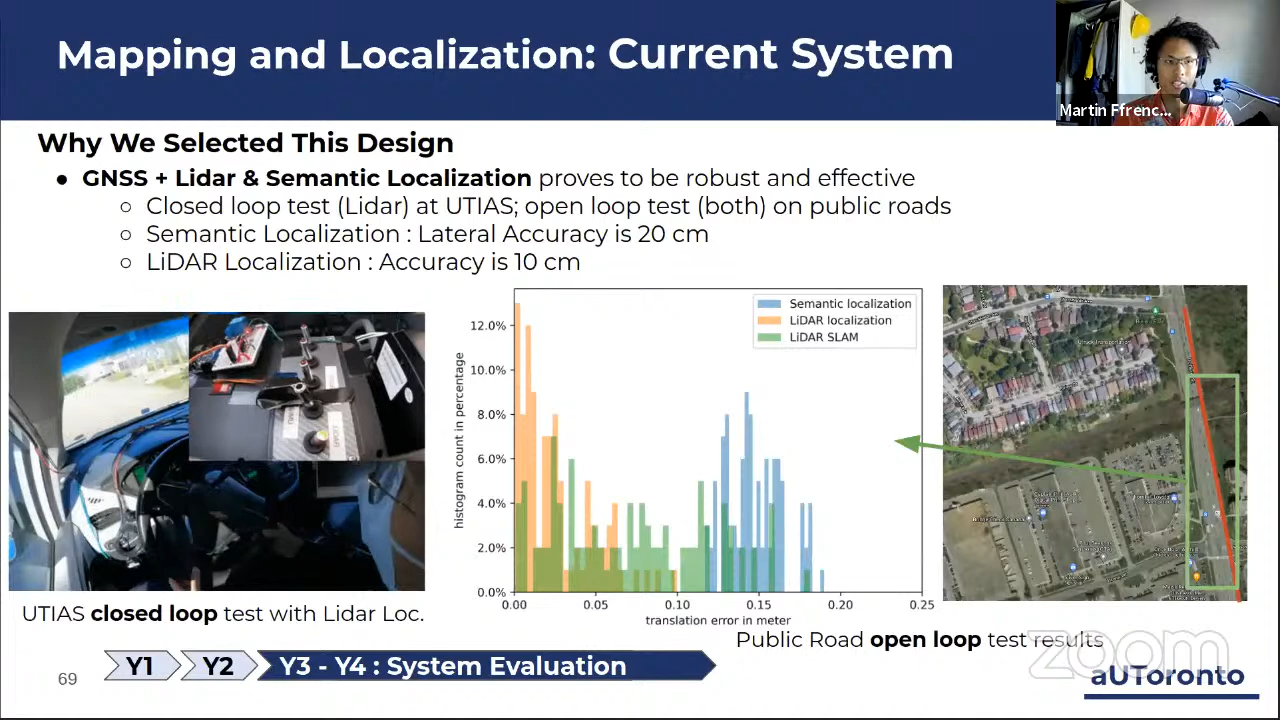 Mapping and Localization: Current System
Martin Ffrenc...
Why We Selected This Design
● GNSS + Lidar & Semantic Localization proves to be robust and effective
○ Closed loop test (Lidar) at UTIAS; open loop test (both) on public roads
○ Semantic Localization : Lateral Accuracy is 20 cm
○ LiDAR Localization : Accuracy is 10 cm
Semantic localization
LiDAR localization
LiDAR SLAM
histogram count in percentage
12.0%
10.0%
8.0%
6.0%
4.0%
2.0%
0.0%
0.00 0.05 0.10 0.15 0.20 0.25
translation error in meter
UTIAS closed loop test with Lidar Loc.
Public Road open loop test results
zoom
69
Y1 Y2 Y3 - Y4 : System Evaluation
aUToronto